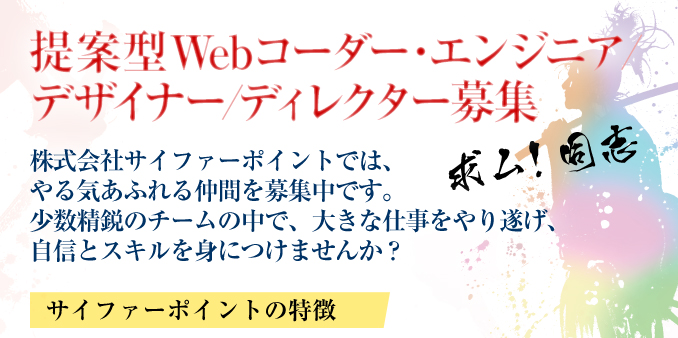 提案型Webコーダー・エンジニア/
デザイナー/ディレクター募集
株式会社サイファーポイントでは、
やる気あふれる仲間を募集中です。
少数精鋭のチームの中で、大きな仕事をやり遂げ、
自信とスキルを身につけませんか？
求ム！同志
サイファーポイントの特徴